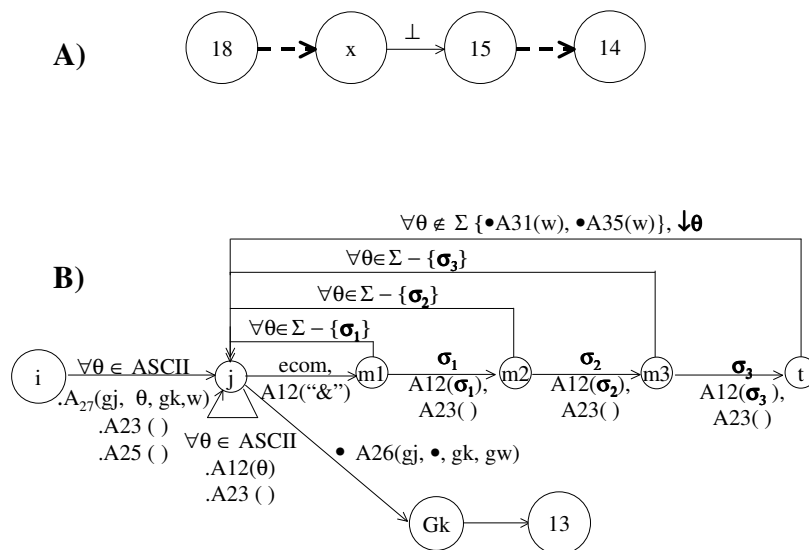 A)
18
x
⊥
15
14
B)
∀θ ∉ Σ {•A31(w), •A35(w)}, ↓θ
∀θ∈Σ – {σ₃}
∀θ∈Σ – {σ₂}
∀θ∈Σ – {σ₁}
i
∀θ ∈ ASCII
.A₂₇(gj, θ, gk,w)
.A23 ( )
.A25 ( )
j
∀θ ∈ ASCII
.A12(θ)
.A23 ( )
ecom,
A12(“&”)
m1
σ₁
A12(σ₁),
A23( )
m2
σ₂
A12(σ₂),
A23( )
m3
σ₃
A12(σ₃ ),
A23( )
t
• A26(gj, •, gk, gw)
Gk
13